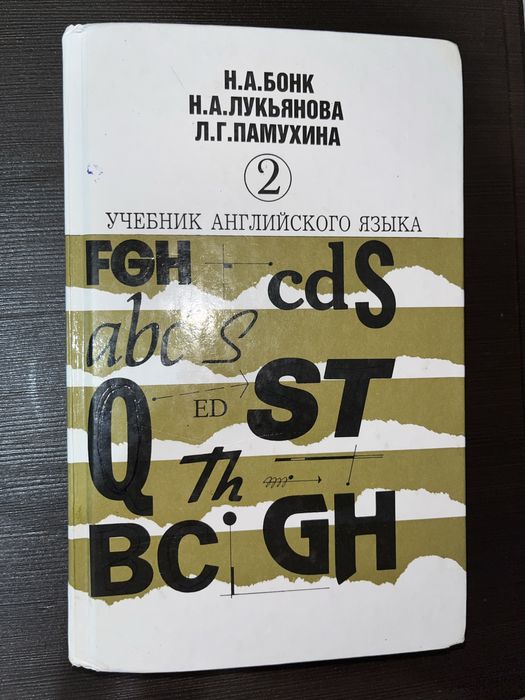 Н.А.БОНК
Н.А.ЛУКЬЯНОВА
Л.Г.ПАМУХИНА
2
УЧЕБНИК АНГЛИЙСКОГО ЯЗЫКА
FGH cdS
abc S
Q ED ST
Th
BC GH